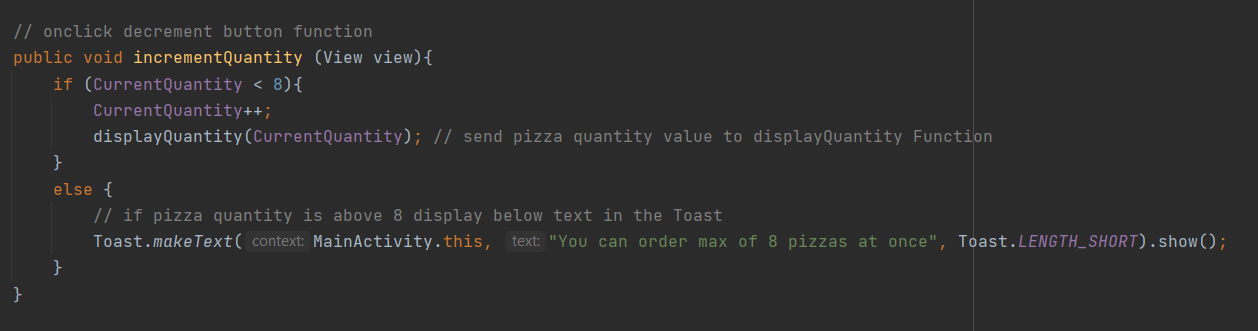 // onclick decrement button function
public void incrementQuantity (View view){
if (CurrentQuantity < 8){
CurrentQuantity++;
displayQuantity(CurrentQuantity); // send pizza quantity value to displayQuantity Function
}
else {
// if pizza quantity is above 8 display below text in the Toast
Toast.makeText( context: MainActivity.this, text: "You can order max of 8 pizzas at once", Toast.LENGTH_SHORT).show();
}
}